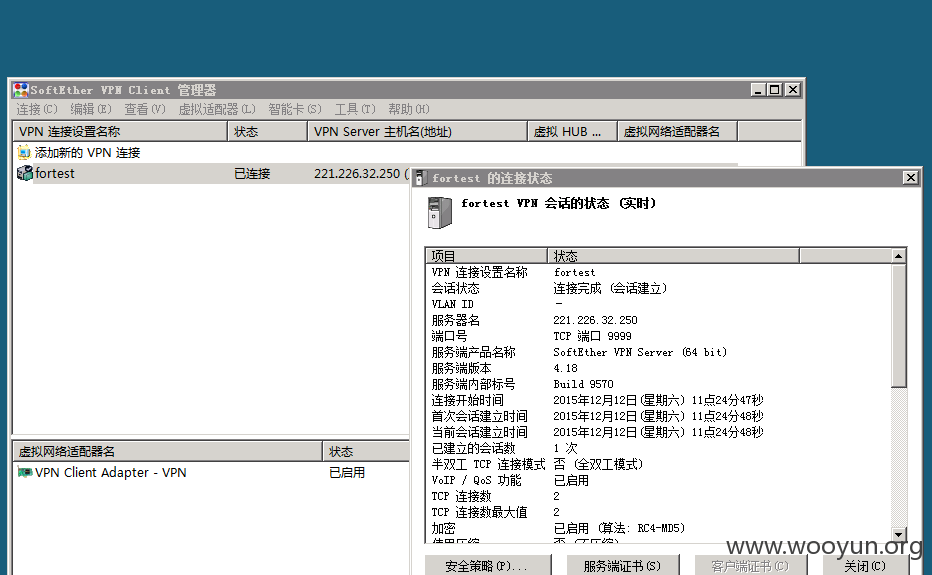 SoftEther VPN Client 管理器
连接(C) 编辑(E) 查看(V) 虚拟适配器(L) 智能卡(S) 工具(T) 帮助(H)
VPN 连接设置名称 状态 VPN Server 主机名(地址) 虚拟 HUB ... 虚拟网络适配器名
添加新的 VPN 连接
fortest 已连接 221.226.32.250 (
虚拟网络适配器名 状态
VPN Client Adapter - VPN 已启用
fortest 的连接状态
fortest VPN 会话的状态 (实时)
项目 状态
VPN 连接设置名称 fortest
会话状态 连接完成 (会话建立)
VLAN ID -
服务器名 221.226.32.250
端口号 TCP 端口 9999
服务端产品名称 SoftEther VPN Server (64 bit)
服务端版本 4.18
服务端内部标号 Build 9570
连接开始时间 2015年12月12日(星期六) 11点24分47秒
首次会话建立时间 2015年12月12日(星期六) 11点24分48秒
当前会话建立时间 2015年12月12日(星期六) 11点24分48秒
已建立的会话数 1 次
半双工 TCP 连接模式 否 (全双工模式)
VoIP / QoS 功能 已启用
TCP 连接数 2
TCP 连接数最大值 2
加密 已启用 (算法: RC4-MD5)
使用压缩 否 (不压缩)
安全策略(P)... 服务端证书(S) 客户端证书(C) 关闭(C)
www.wooyun.org